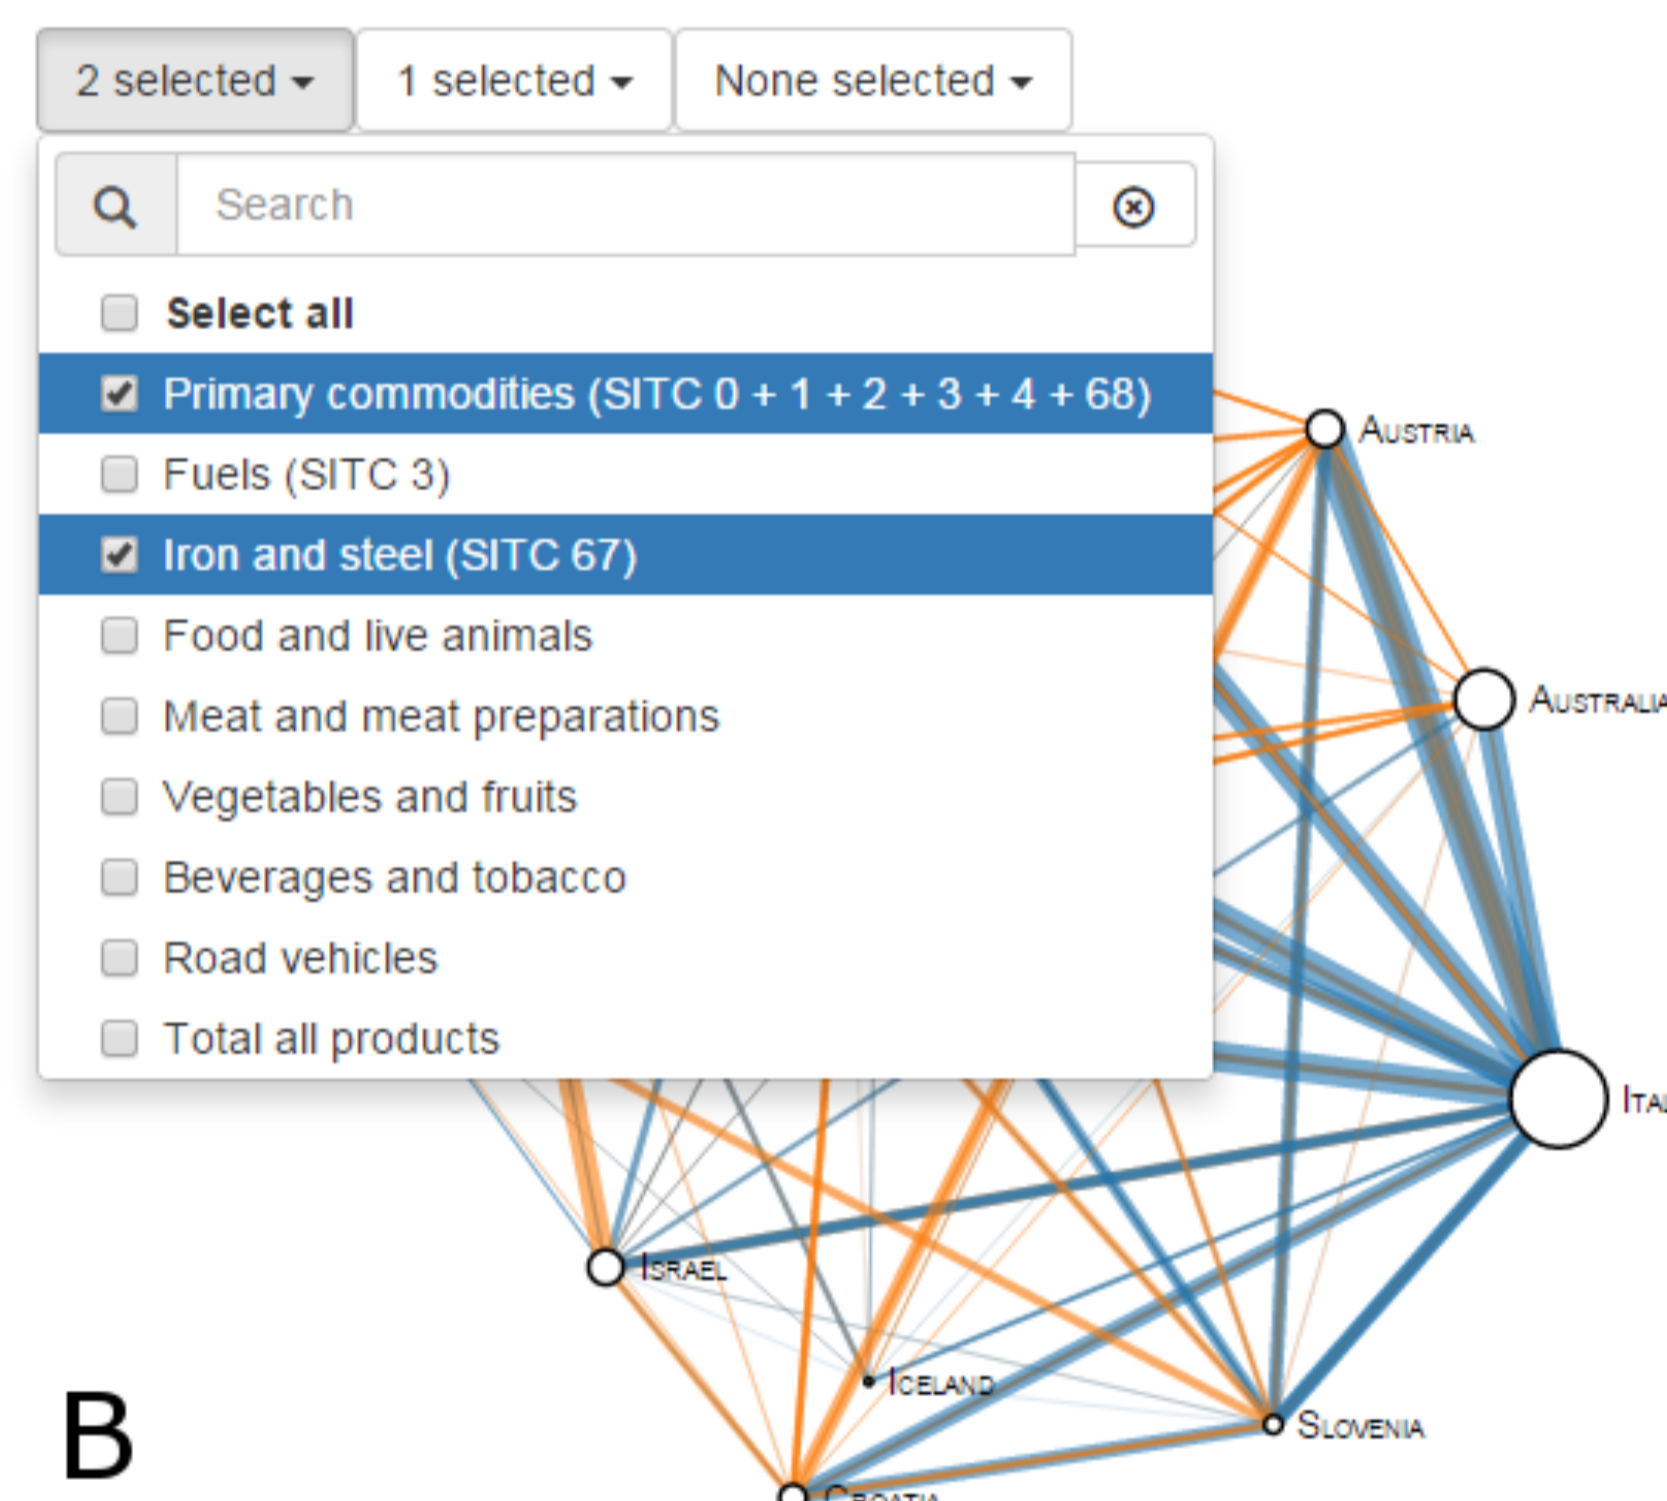 2 selected 1 selected None selected
Search
Select all
Primary commodities (SITC 0 + 1 + 2 + 3 + 4 + 68)
Fuels (SITC 3)
Iron and steel (SITC 67)
Food and live animals
Meat and meat preparations
Vegetables and fruits
Beverages and tobacco
Road vehicles
Total all products
Austria
Australia
Israel
Iceland
Slovenia
Croatia
B